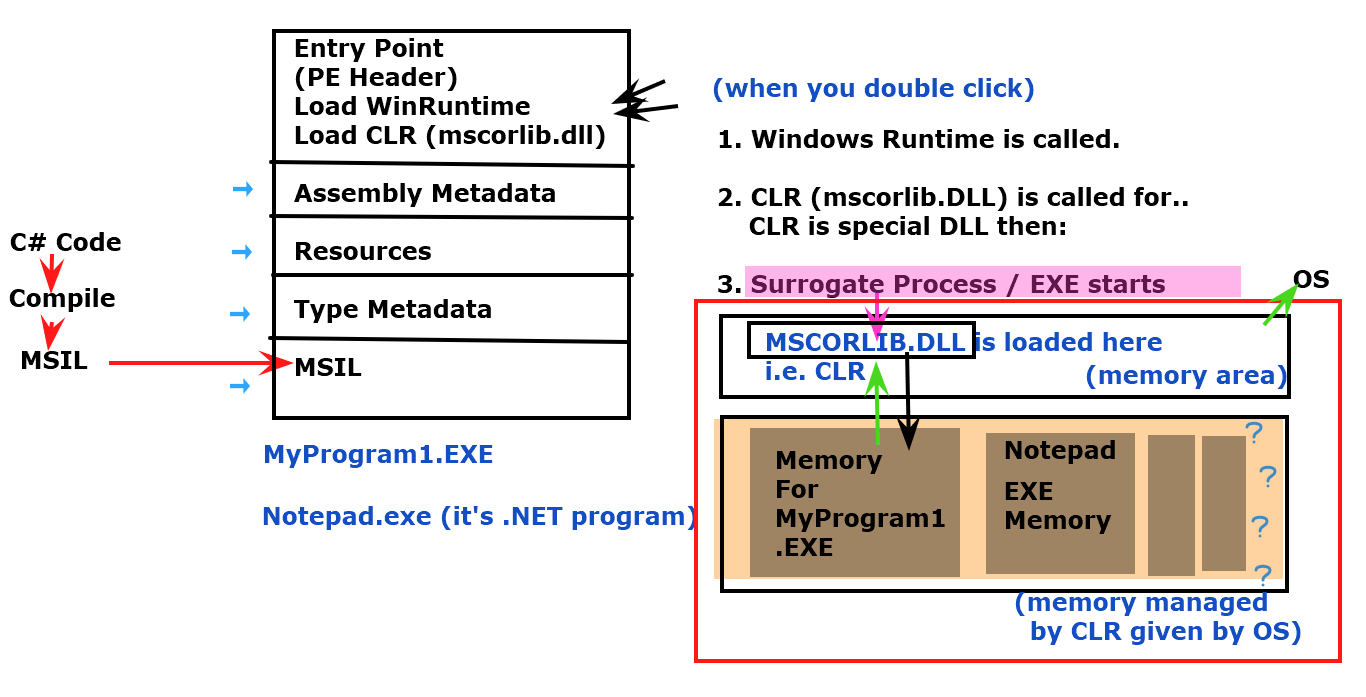 Entry Point
(PE Header)
Load WinRuntime
Load CLR (mscorlib.dll)
Assembly Metadata
Resources
Type Metadata
MSIL
C# Code
Compile
MSIL
MyProgram1.EXE
Notepad.exe (it's .NET program)
(when you double click)
1. Windows Runtime is called.
2. CLR (mscorlib.DLL) is called for..
CLR is special DLL then:
3. Surrogate Process / EXE starts
OS
MSCORLIB.DLL is loaded here
i.e. CLR
(memory area)
Memory
For
MyProgram1
.EXE
Notepad
EXE
Memory
?
?
?
?
(memory managed
by CLR given by OS)